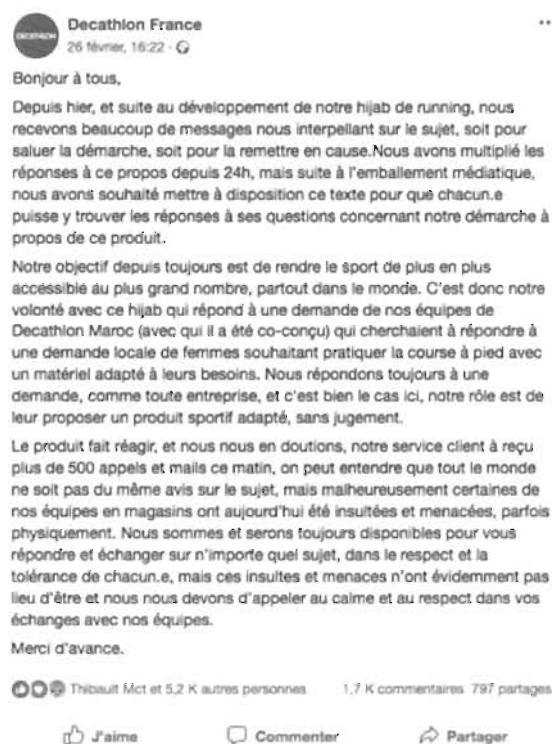 DECATHLON
Decathlon France
26 février, 16:22 ·
Bonjour à tous,
Depuis hier, et suite au développement de notre hijab de running, nous
recevons beaucoup de messages nous interpellant sur le sujet, soit pour
saluer la démarche, soit pour la remettre en cause.Nous avons multiplié les
réponses à ce propos depuis 24h, mais suite à l'emballement médiatique,
nous avons souhaité mettre à disposition ce texte pour que chacun.e
puisse y trouver les réponses à ses questions concernant notre démarche à
propos de ce produit.
Notre objectif depuis toujours est de rendre le sport de plus en plus
accessible au plus grand nombre, partout dans le monde. C'est donc notre
volonté avec ce hijab qui répond à une demande de nos équipes de
Decathlon Maroc (avec qui il a été co-conçu) qui cherchaient à répondre à
une demande locale de femmes souhaitant pratiquer la course à pied avec
un matériel adapté à leurs besoins. Nous répondons toujours à une
demande, comme toute entreprise, et c'est bien le cas ici, notre rôle est de
leur proposer un produit sportif adapté, sans jugement.
Le produit fait réagir, et nous nous en doutions, notre service client à reçu
plus de 500 appels et mails ce matin, on peut entendre que tout le monde
ne soit pas du même avis sur le sujet, mais malheureusement certaines de
nos équipes en magasins ont aujourd'hui été insultées et menacées, parfois
physiquement. Nous sommes et serons toujours disponibles pour vous
répondre et échanger sur n'importe quel sujet, dans le respect et la
tolérance de chacun.e, mais ces insultes et menaces n'ont évidemment pas
lieu d'être et nous nous devons d'appeler au calme et au respect dans vos
échanges avec nos équipes.
Merci d'avance.
Thibault Mct et 5,2 K autres personnes 1,7 K commentaires 797 partages
J'aime Commenter Partager